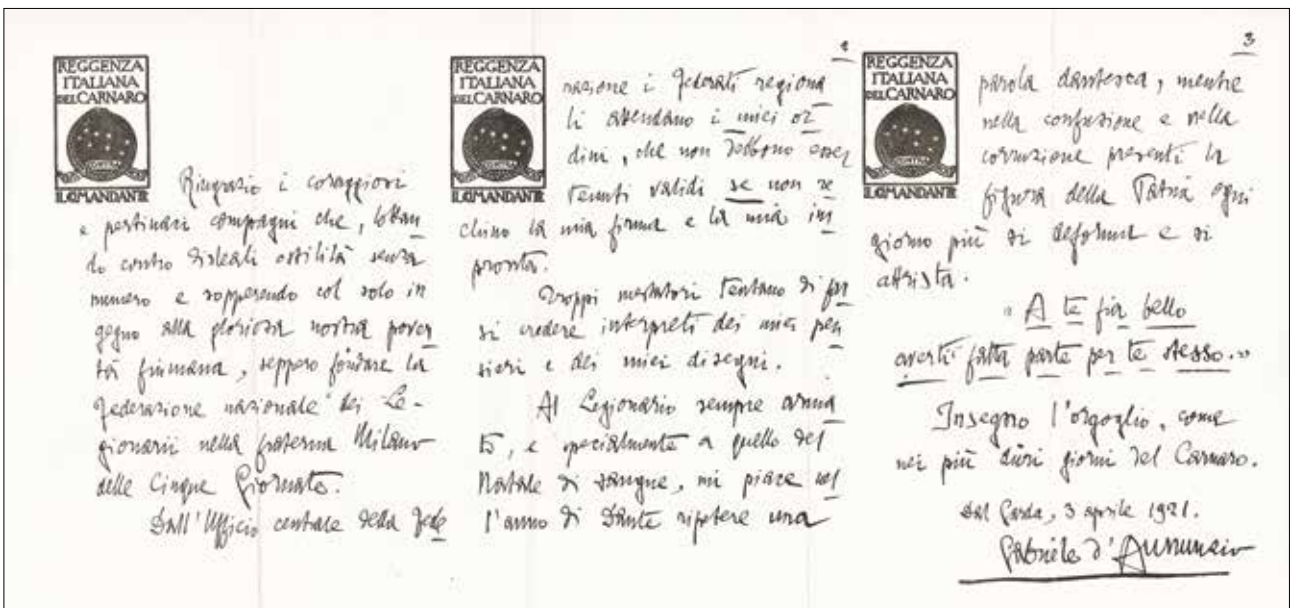 REGGENZA
ITALIANA
DEL CARNARO
IL COMANDANTE
Ringrazio i coraggiosi
e pertinaci compagni che, lottan
do contro sleali ostilità senza
numero e sopperendo col solo in
gegno alla gloriosa nostra pover
tà fiumana, seppero fondare la
Federazione nazionale dei Le-
gionarii nella fraterna Milano
delle Cinque Giornate.
Dall'Ufficio centrale della Fede
2
REGGENZA
ITALIANA
DEL CARNARO
IL COMANDANTE
razione i Federati regiona
li attendano i miei or
dini, che non debbono esser
tenuti validi se non re
chino la mia firma e la mia im
pronta.
Troppi mestatori tentano di far
si credere interpreti dei miei pen
sieri e dei miei disegni.
Al Legionario sempre arma
to, e specialmente a quello del
Natale di sangue, mi piace nel
l'anno di Dante ripetere una
3
REGGENZA
ITALIANA
DEL CARNARO
IL COMANDANTE
parola dantesca, mentre
nella confusione e nella
corruzione presenti la
figura della Patria ogni
giorno più si deforma e si
attrista.
"A te fia bello
averti fatta parte per te stesso."
Insegno l'orgoglio, come
nei più duri giorni del Carnaro.
Dal Garda, 3 aprile 1921.
Gabriele d'Annunzio